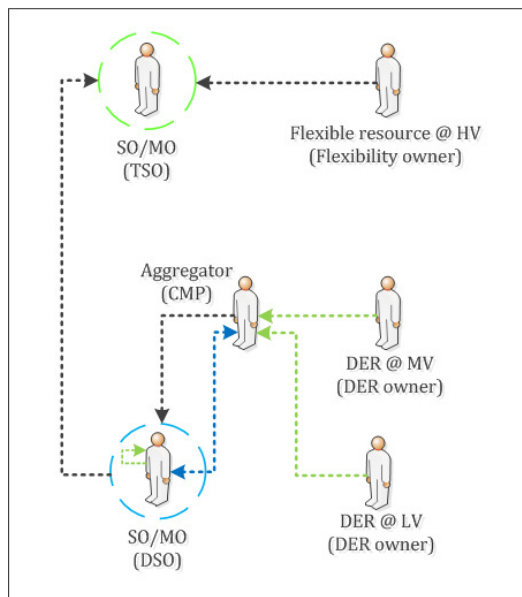 SO/MO
(TSO)
Flexible resource @ HV
(Flexibility owner)
Aggregator
(CMP)
DER @ MV
(DER owner)
SO/MO
(DSO)
DER @ LV
(DER owner)